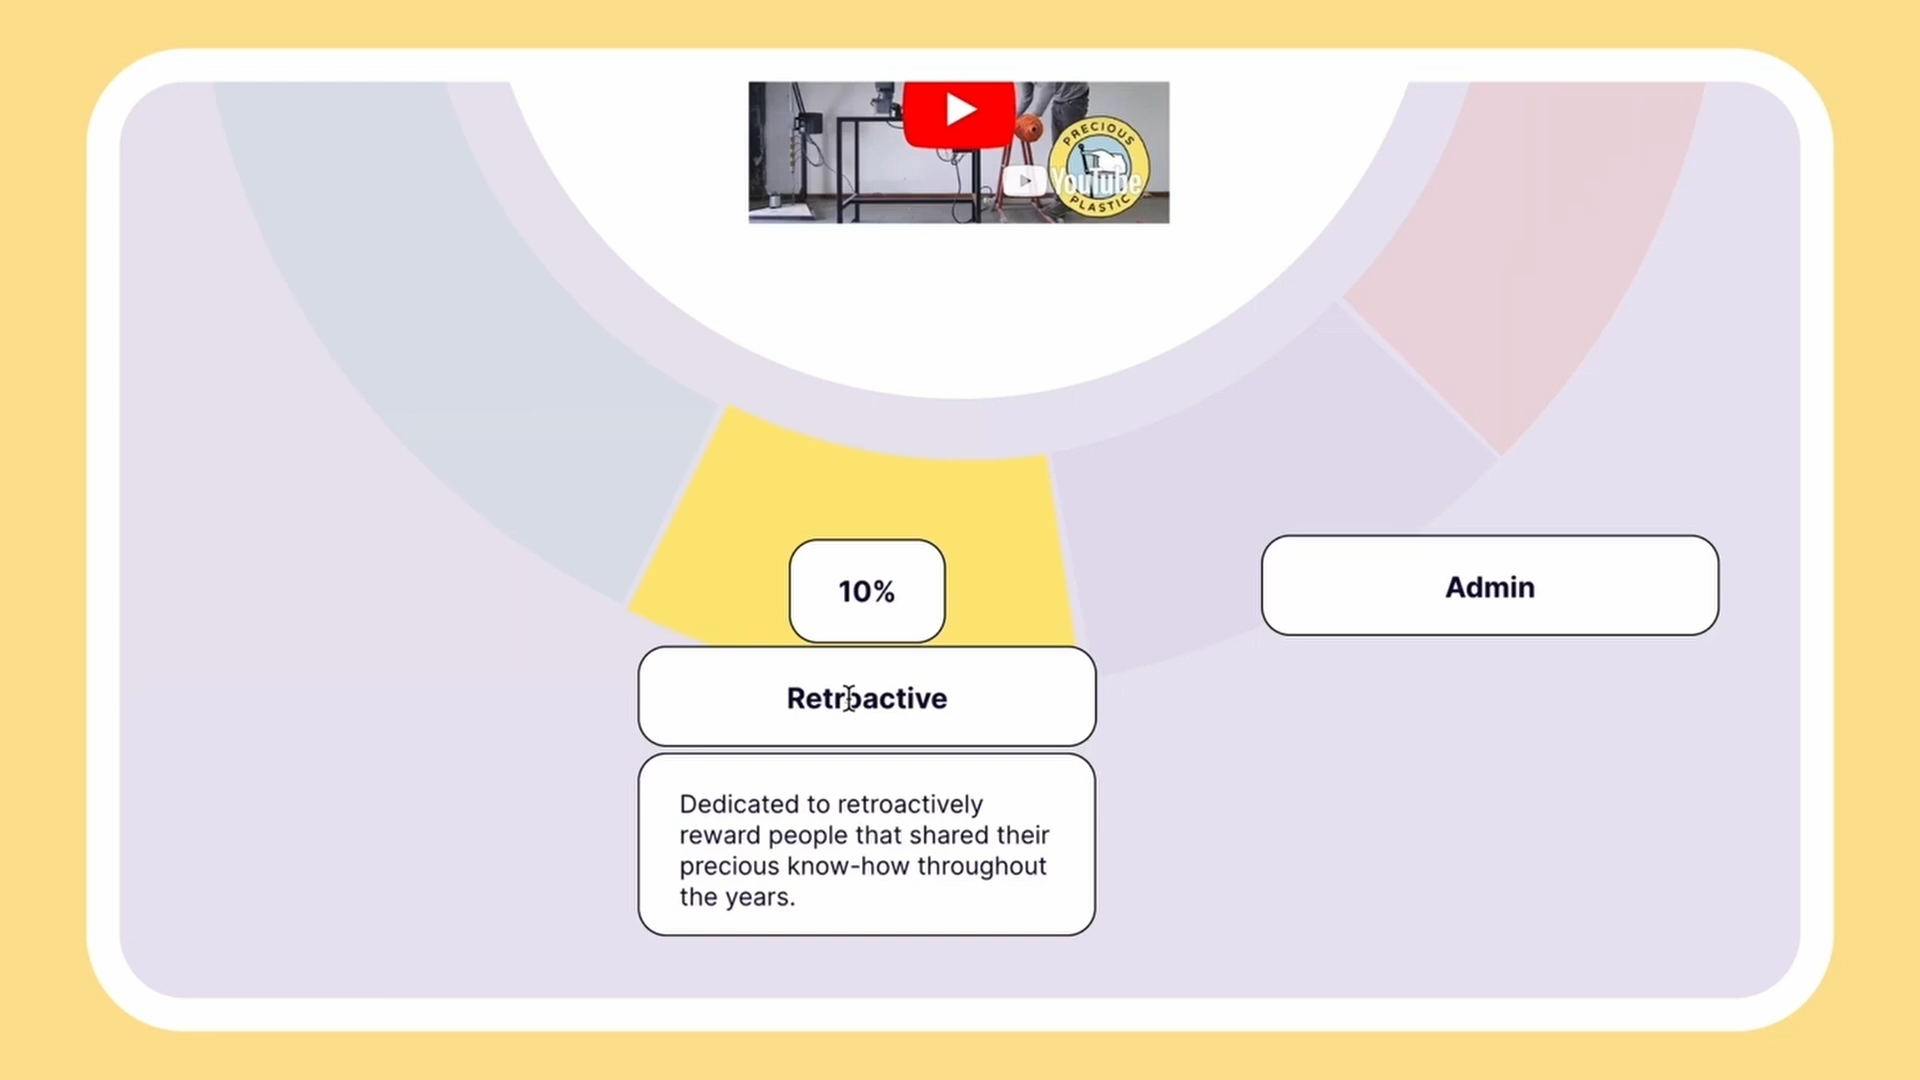 PRECIOUS
YouTube
PLASTIC
10%
Admin
Retroactive
Dedicated to retroactively
reward people that shared their
precious know-how throughout
the years.